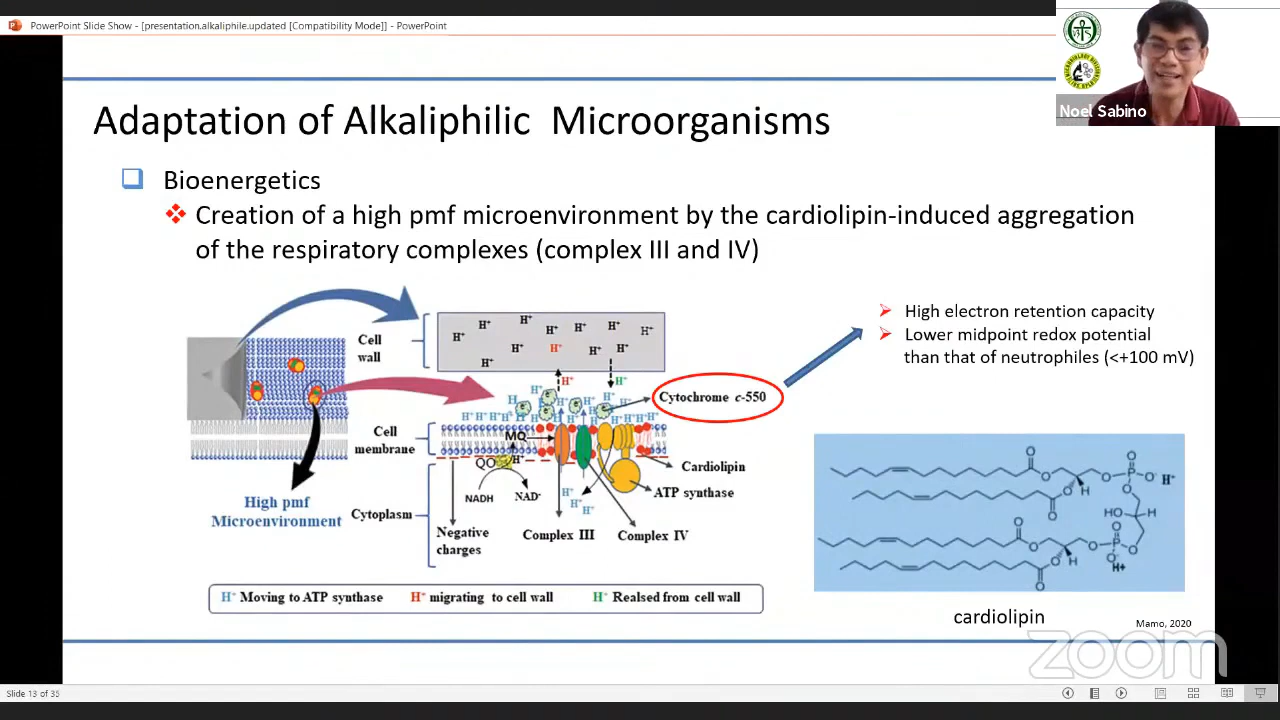 PowerPoint Slide Show - [presentation.alkaliphile.updated [Compatibility Mode]] - PowerPoint
Noel Sabino
Adaptation of Alkaliphilic Microorganisms
Bioenergetics
Creation of a high pmf microenvironment by the cardiolipin-induced aggregation
of the respiratory complexes (complex III and IV)
High electron retention capacity
Lower midpoint redox potential
than that of neutrophiles (<+100 mV)
Cell
wall
H⁺ H⁺ H⁺ H⁺ H⁺ H⁺ H⁺
H⁺ H⁺ H⁺ H⁺
H⁺
H⁺ H⁺
Cytochrome c-550
Cell
membrane
MQ
QO
H⁺
NADH
NAD⁺
Cardiolipin
ATP synthase
High pmf
Microenvironment
Cytoplasm
H⁺
H⁺
H⁺
Negative
charges
Complex III
Complex IV
H⁺ Moving to ATP synthase
H⁺ migrating to cell wall
H⁺ Realsed from cell wall
O O O P O⁻ H⁺
H
HO H
O O O P O
O⁻ H+
cardiolipin
Mamo, 2020
zoom
Slide 13 of 35